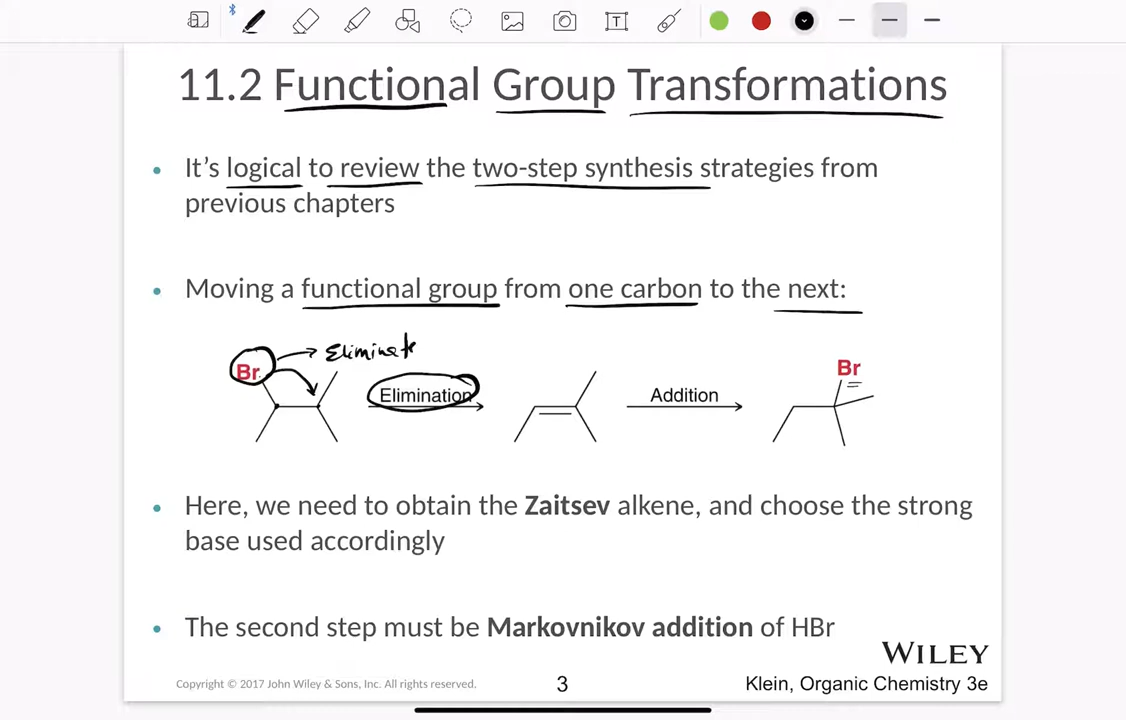 T
11.2 Functional Group Transformations
• It's logical to review the two-step synthesis strategies from
previous chapters
• Moving a functional group from one carbon to the next:
Br → Eliminate
Elimination
Addition
Br
• Here, we need to obtain the Zaitsev alkene, and choose the strong
base used accordingly
• The second step must be Markovnikov addition of HBr
WILEY
Copyright © 2017 John Wiley & Sons, Inc. All rights reserved.
3
Klein, Organic Chemistry 3e